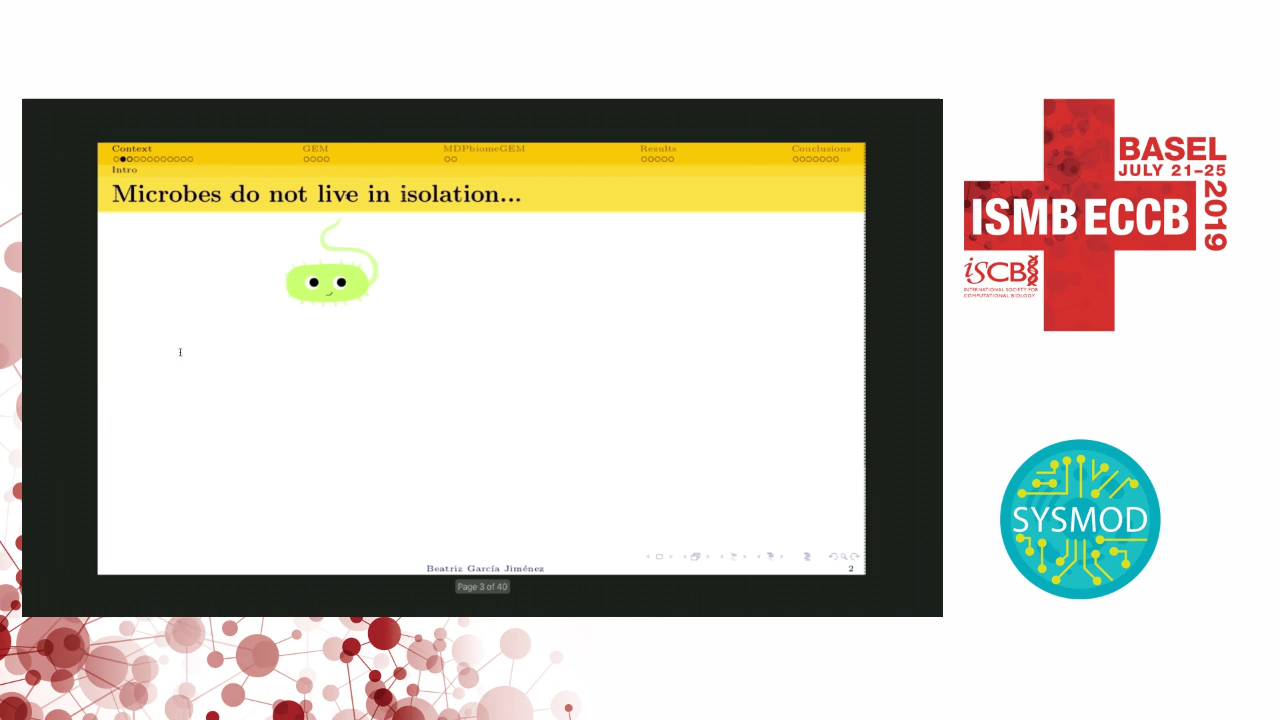 Context GEM MDPbiomeGEM Results Conclusions
Intro
Microbes do not live in isolation...
Beatriz García Jiménez 2
Page 3 of 40
BASEL
JULY 21–25
2019
ISMB ECCB
iSCB
INTERNATIONAL SOCIETY FOR
COMPUTATIONAL BIOLOGY
SYSMOD